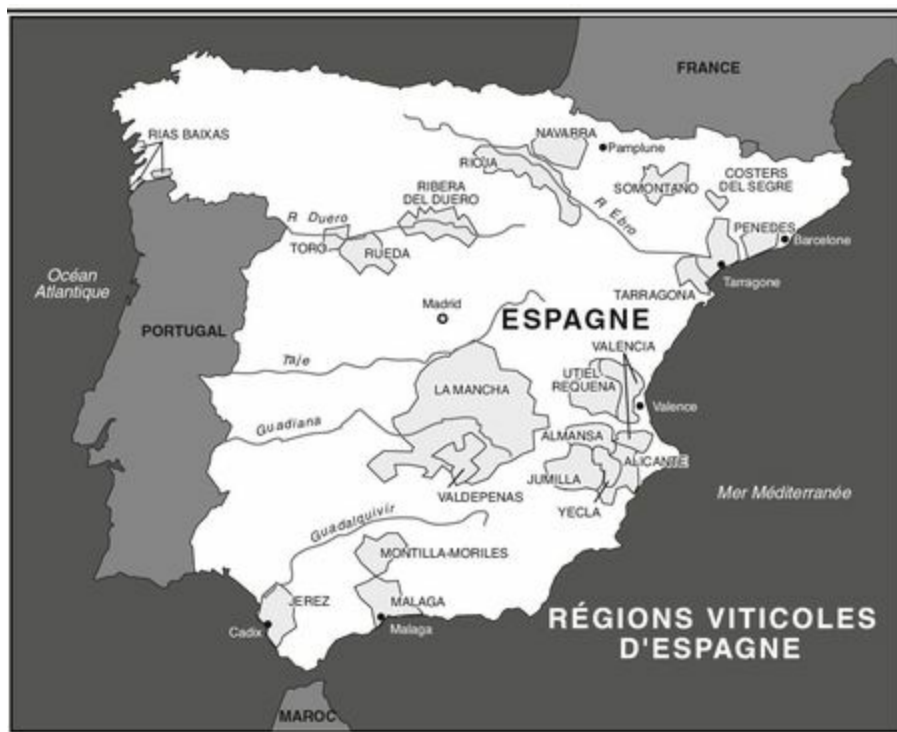 FRANCE
RIAS BAIXAS
NAVARRA
Pamplune
RIOJA
SOMONTANO
COSTERS
DEL SEGRE
RIBERA
DEL DUERO
R Duero
R Ebro
PENEDES
Barcelone
TORO
RUEDA
Océan
Atlantique
TARRAGONA
Tarragone
Madrid
ESPAGNE
PORTUGAL
VALENCIA
Taje
LA MANCHA
UTIEL
REQUENA
Valence
Guadiana
ALMANSA
ALICANTE
JUMILLA
VALDEPENAS
YECLA
Mer Méditerranée
Guadalquivir
MONTILLA-MORILES
JEREZ
MALAGA
Cadix
Malaga
RÉGIONS VITICOLES
D'ESPAGNE
MAROC